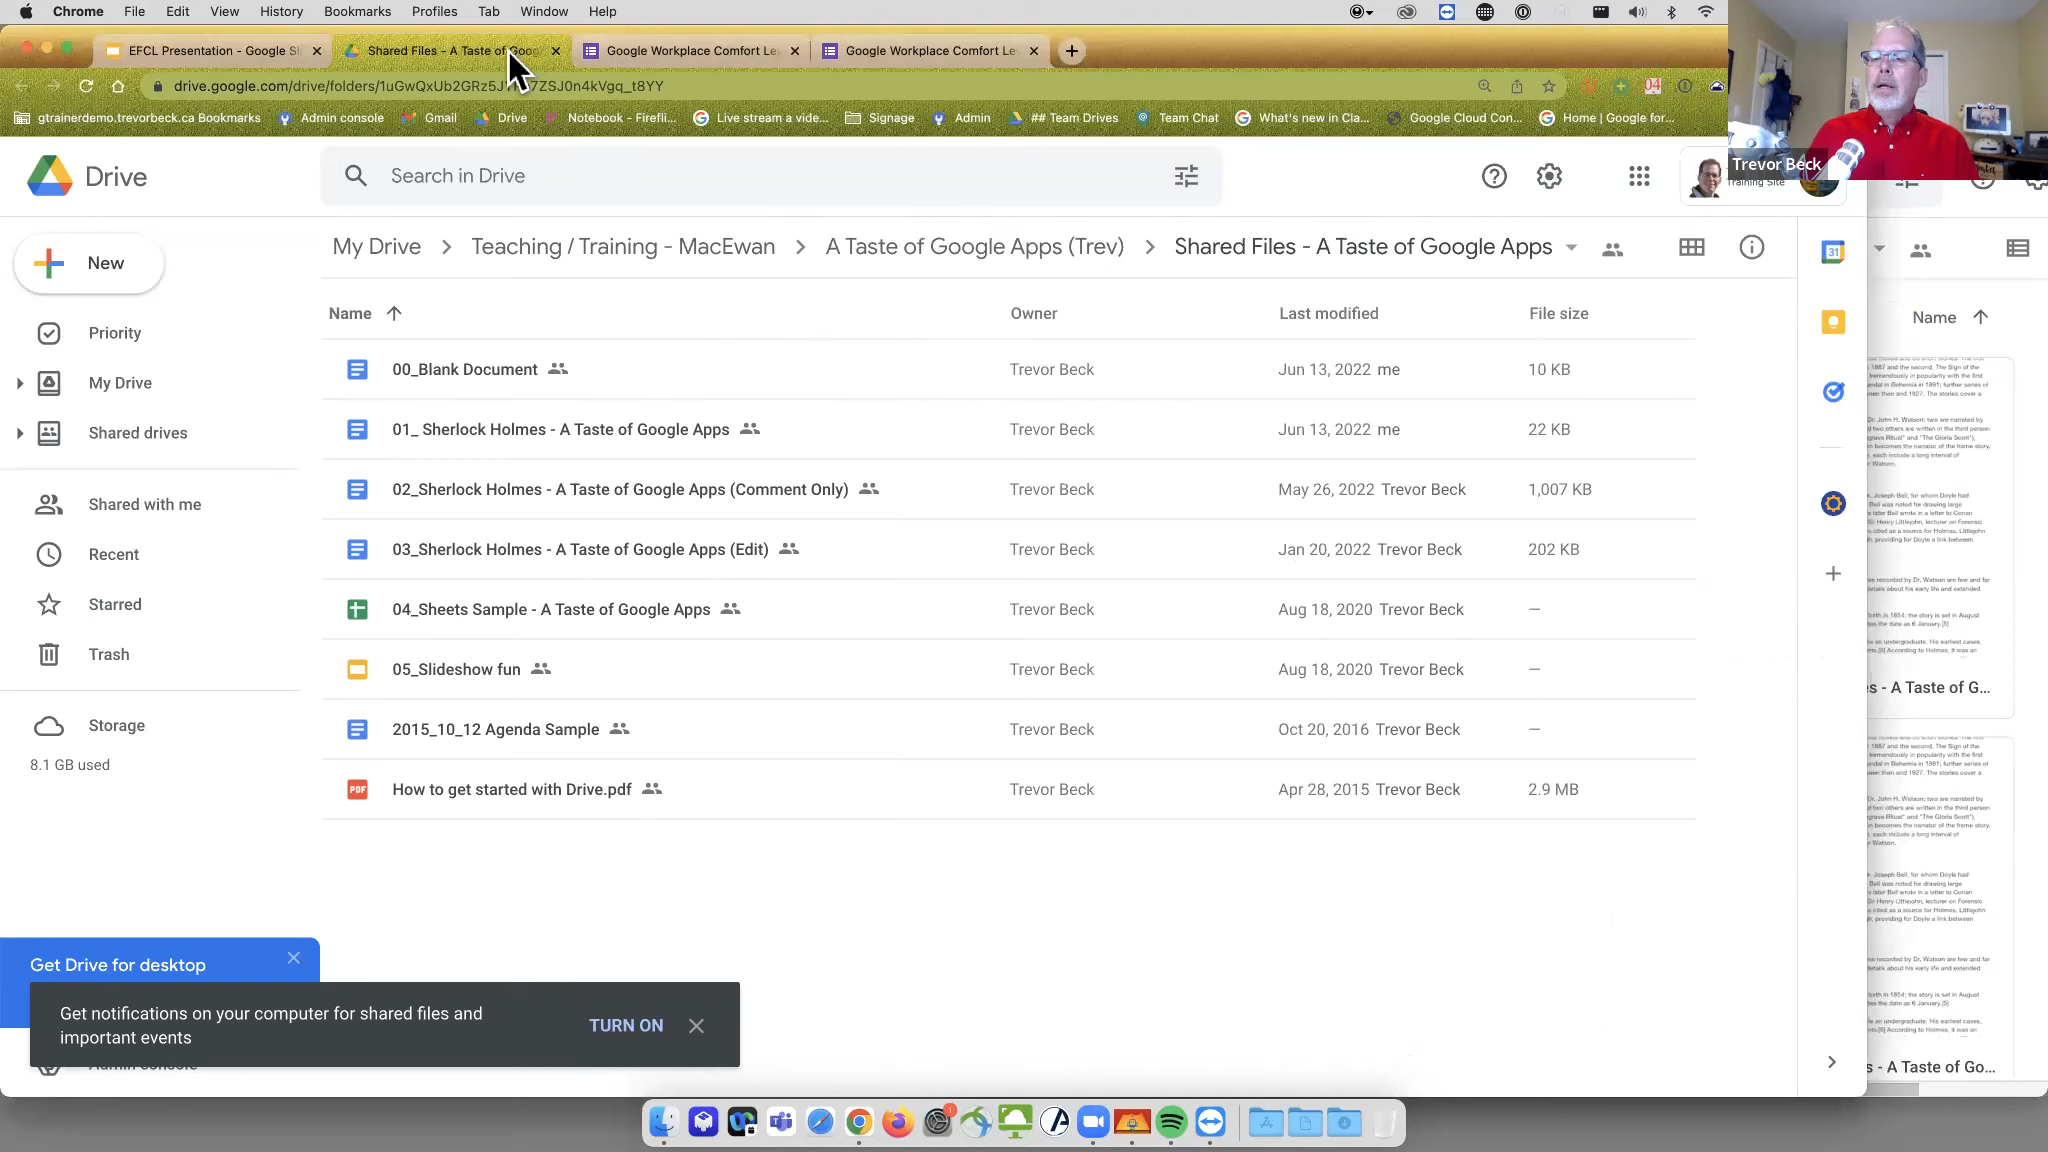 Chrome File Edit View History Bookmarks Profiles Tab Window Help
EFCL Presentation - Google Sl
Shared Files - A Taste of Goog
Google Workplace Comfort Le
Google Workplace Comfort Le
drive.google.com/drive/folders/
gtrainerdemo.trevorbeck.ca Bookmarks
Admin console
Gmail
Drive
Notebook - Firefli...
Live stream a vide...
Signage
Admin
## Team Drives
Team Chat
What's new in Cla...
Google Cloud Con...
Home | Google for...
04
Trevor Beck
Drive
Search in Drive
Training Site
New
My Drive > Teaching / Training - MacEwan > A Taste of Google Apps (Trev) > Shared Files - A Taste of Google Apps
31
Name Owner Last modified File size
Name
Priority
My Drive
Shared drives
Shared with me
Recent
Starred
Trash
Storage
8.1 GB used
00_Blank Document Trevor Beck Jun 13, 2022 me 10 KB
01_ Sherlock Holmes - A Taste of Google Apps Trevor Beck Jun 13, 2022 me 22 KB
02_Sherlock Holmes - A Taste of Google Apps (Comment Only) Trevor Beck May 26, 2022 Trevor Beck 1,007 KB
03_Sherlock Holmes - A Taste of Google Apps (Edit) Trevor Beck Jan 20, 2022 Trevor Beck 202 KB
04_Sheets Sample - A Taste of Google Apps Trevor Beck Aug 18, 2020 Trevor Beck —
05_Slideshow fun Trevor Beck Aug 18, 2020 Trevor Beck —
2015_10_12 Agenda Sample Trevor Beck Oct 20, 2016 Trevor Beck —
PDF How to get started with Drive.pdf Trevor Beck Apr 28, 2015 Trevor Beck 2.9 MB
s - A Taste of G...
s - A Taste of Go...
Get Drive for desktop
Get notifications on your computer for shared files and
important events
TURN ON
Admin console